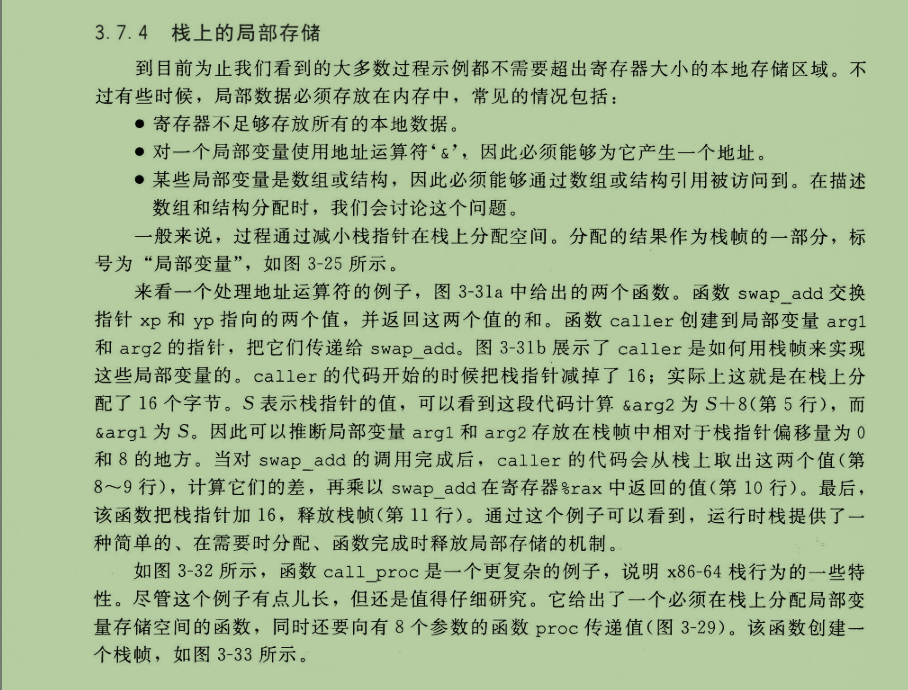 3.7.4 栈上的局部存储
到目前为止我们看到的大多数过程示例都不需要超出寄存器大小的本地存储区域。不
过有些时候，局部数据必须存放在内存中，常见的情况包括：
● 寄存器不足够存放所有的本地数据。
● 对一个局部变量使用地址运算符‘&’，因此必须能够为它产生一个地址。
● 某些局部变量是数组或结构，因此必须能够通过数组或结构引用被访问到。在描述
数组和结构分配时，我们会讨论这个问题。
一般来说，过程通过减小栈指针在栈上分配空间。分配的结果作为栈帧的一部分，标
号为“局部变量”，如图 3-25 所示。
来看一个处理地址运算符的例子，图 3-31a 中给出的两个函数。函数 swap_add 交换
指针 xp 和 yp 指向的两个值，并返回这两个值的和。函数 caller 创建到局部变量 arg1
和 arg2 的指针，把它们传递给 swap_add。图 3-31b 展示了 caller 是如何用栈帧来实现
这些局部变量的。caller 的代码开始的时候把栈指针减掉了 16；实际上这就是在栈上分
配了 16 个字节。S 表示栈指针的值，可以看到这段代码计算 &arg2 为 S+8(第 5 行)，而
&arg1 为 S。因此可以推断局部变量 arg1 和 arg2 存放在栈帧中相对于栈指针偏移量为 0
和 8 的地方。当对 swap_add 的调用完成后，caller 的代码会从栈上取出这两个值(第
8～9 行)，计算它们的差，再乘以 swap_add 在寄存器%rax 中返回的值(第 10 行)。最后，
该函数把栈指针加 16，释放栈帧(第 11 行)。通过这个例子可以看到，运行时栈提供了一
种简单的、在需要时分配、函数完成时释放局部存储的机制。
如图 3-32 所示，函数 call_proc 是一个更复杂的例子，说明 x86-64 栈行为的一些特
性。尽管这个例子有点儿长，但还是值得仔细研究。它给出了一个必须在栈上分配局部变
量存储空间的函数，同时还要向有 8 个参数的函数 proc 传递值(图 3-29)。该函数创建一
个栈帧，如图 3-33 所示。